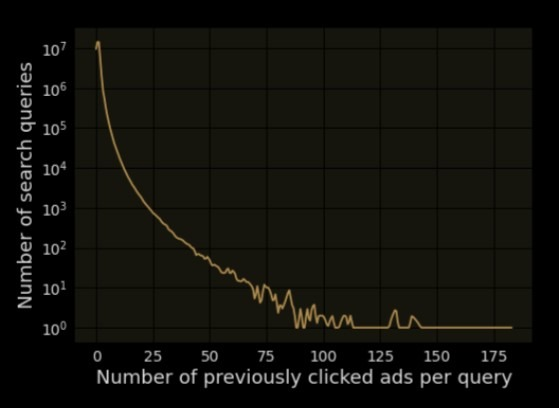 Number of search queries
10⁷
10⁶
10⁵
10⁴
10³
10²
10¹
10⁰
0 25 50 75 100 125 150 175
Number of previously clicked ads per query